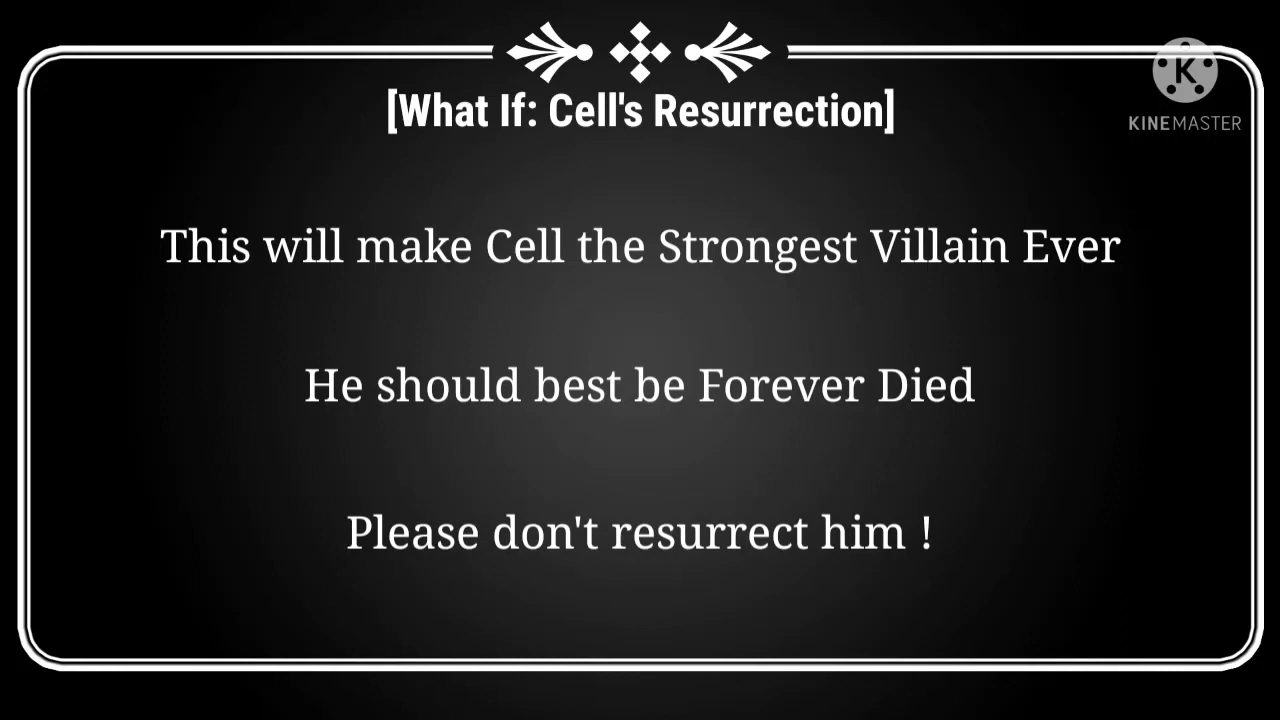 [What If: Cell's Resurrection]
K
KINEMASTER
This will make Cell the Strongest Villain Ever
He should best be Forever Died
Please don't resurrect him !